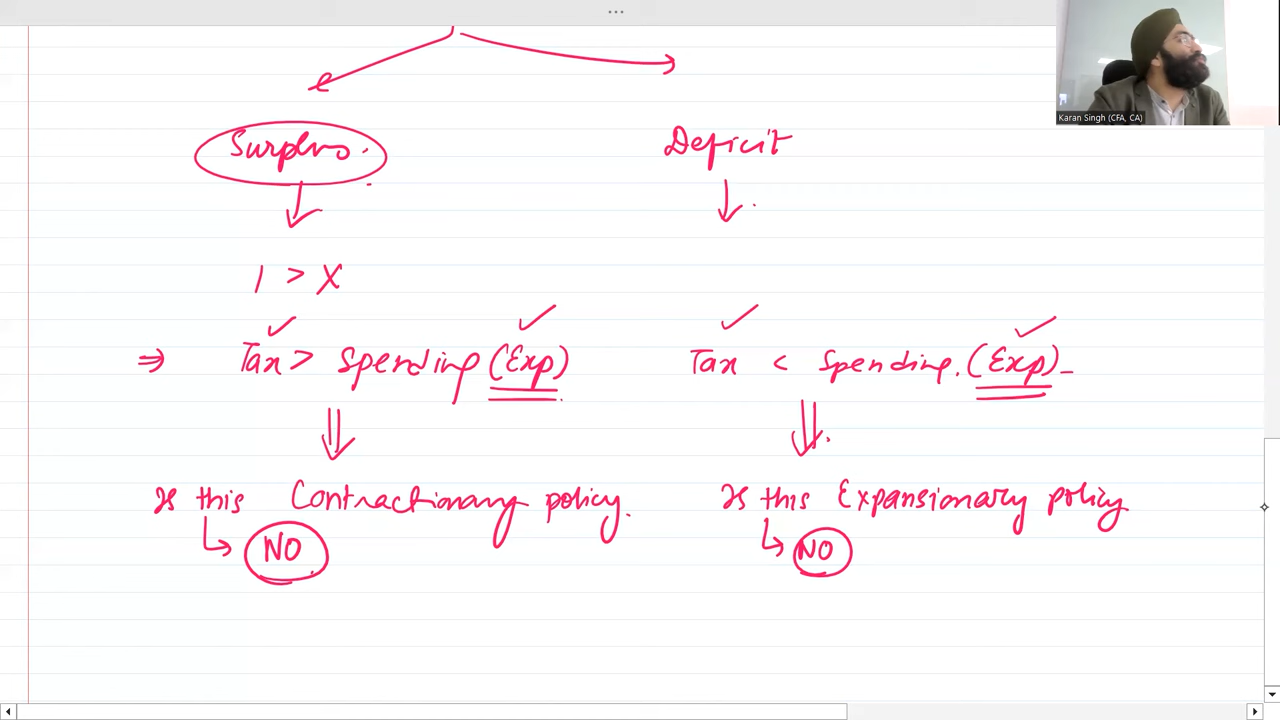 Karan Singh (CFA, CA)
Surplus.
Deficit
I > X
⇒ Tax > Spending (Exp)
Tax < Spending. (Exp)
Is this Contractionary policy.
Is this Expansionary policy
NO
NO